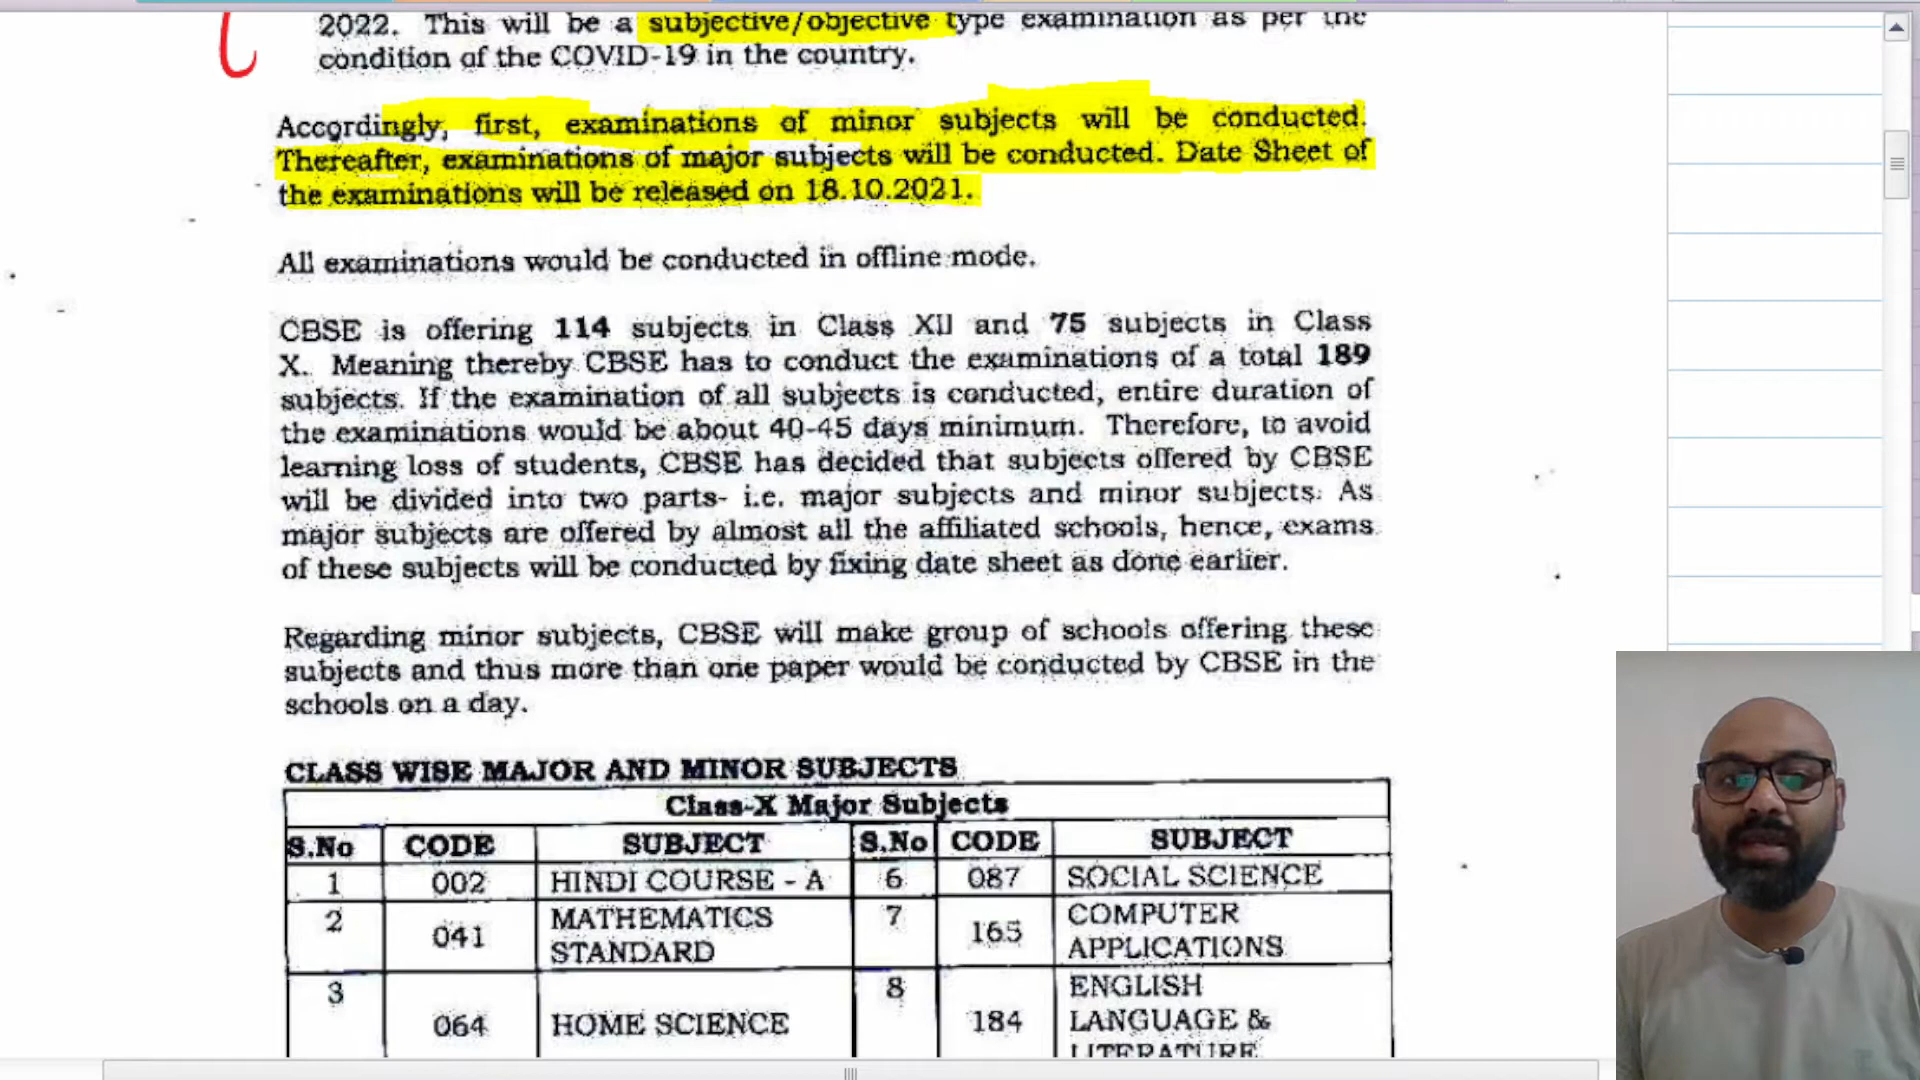 2022. This will be a subjective/objective type examination as per the
condition of the COVID-19 in the country.
Accordingly, first, examinations of minor subjects will be conducted.
Thereafter, examinations of major subjects will be conducted. Date Sheet of
the examinations will be released on 18.10.2021.
All examinations would be conducted in offline mode.
CBSE is offering 114 subjects in Class XII and 75 subjects in Class
X. Meaning thereby CBSE has to conduct the examinations of a total 189
subjects. If the examination of all subjects is conducted, entire duration of
the examinations would be about 40-45 days minimum. Therefore, to avoid
learning loss of students, CBSE has decided that subjects offered by CBSE
will be divided into two parts- i.e. major subjects and minor subjects. As
major subjects are offered by almost all the affiliated schools, hence, exams
of these subjects will be conducted by fixing date sheet as done earlier.
Regarding minor subjects, CBSE will make group of schools offering these
subjects and thus more than one paper would be conducted by CBSE in the
schools on a day.
CLASS WISE MAJOR AND MINOR SUBJECTS
Class-X Major Subjects
S.No CODE SUBJECT S.No CODE SUBJECT
1 002 HINDI COURSE - A 6 087 SOCIAL SCIENCE
2 041 MATHEMATICS STANDARD 7 165 COMPUTER APPLICATIONS
3 064 HOME SCIENCE 8 184 ENGLISH LANGUAGE & LITERATURE